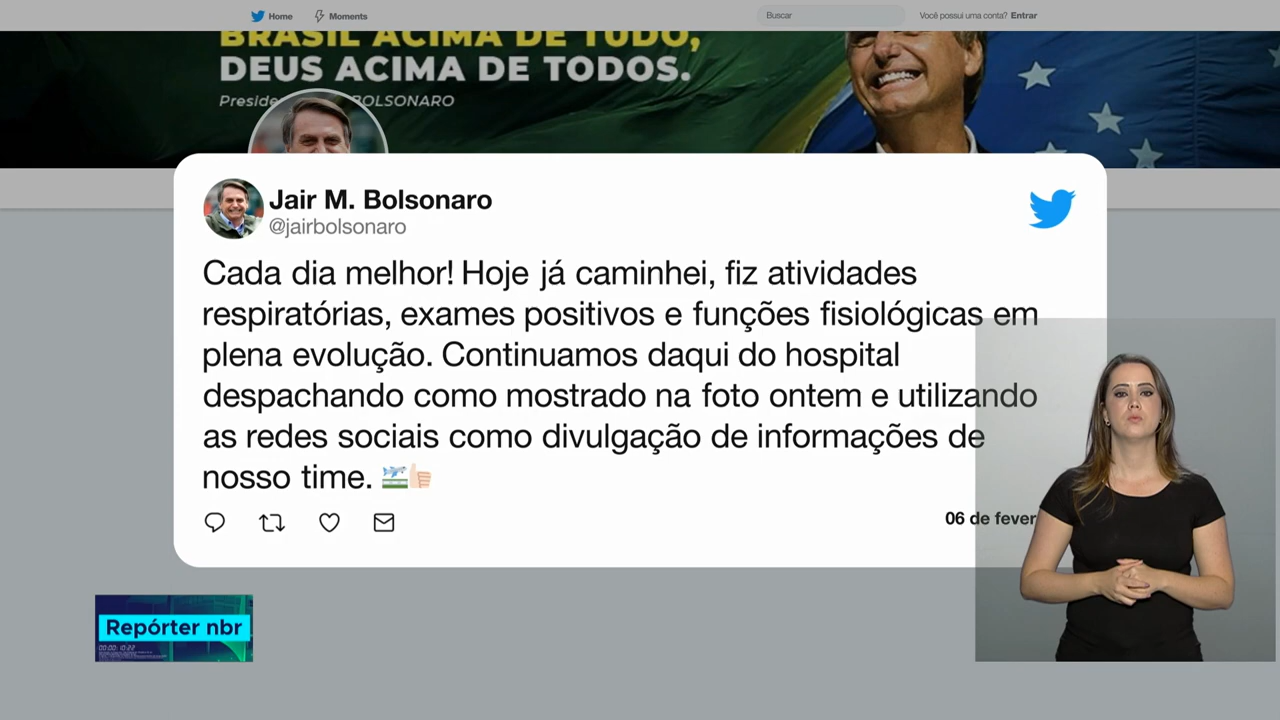 Home Moments Buscar Você possui uma conta? Entrar
BRASIL ACIMA DE TUDO,
DEUS ACIMA DE TODOS.
Preside BOLSONARO
Jair M. Bolsonaro
@jairbolsonaro
Cada dia melhor! Hoje já caminhei, fiz atividades
respiratórias, exames positivos e funções fisiológicas em
plena evolução. Continuamos daqui do hospital
despachando como mostrado na foto ontem e utilizando
as redes sociais como divulgação de informações de
nosso time.
06 de fever
Repórter nbr